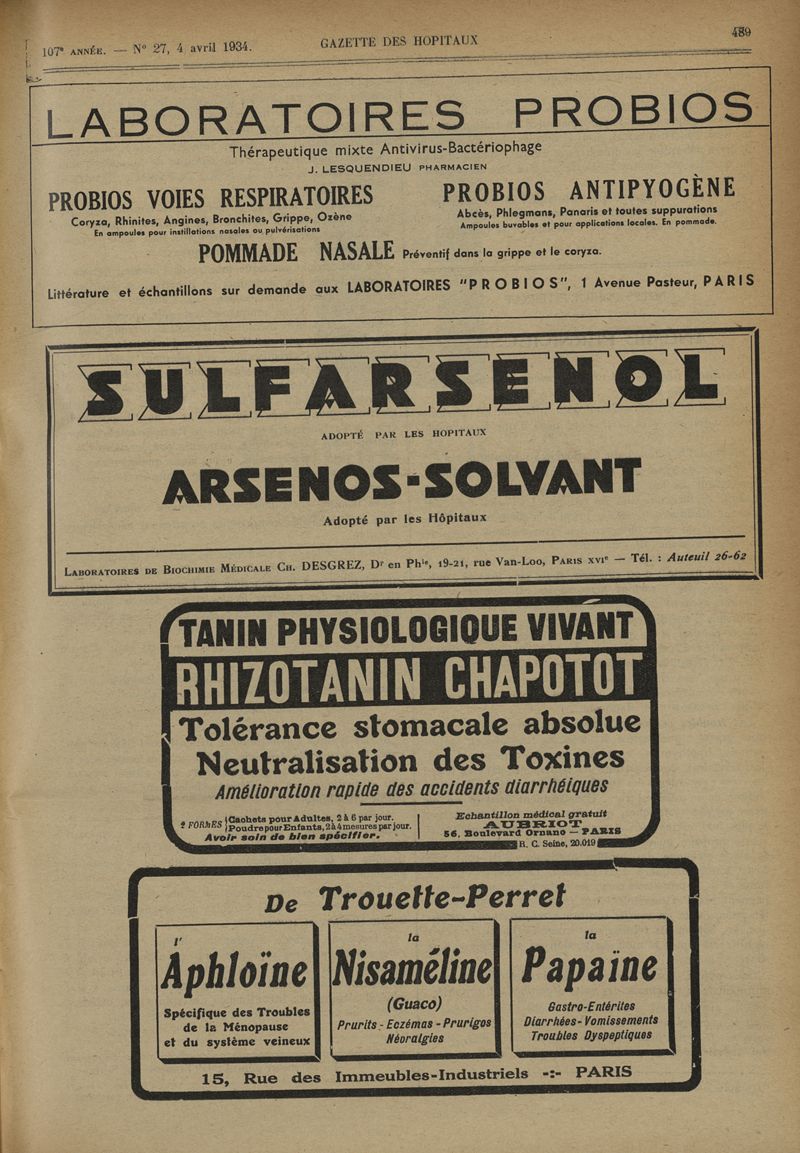 107e ANNÉE. — No 27, 4 avril 1934.
GAZETTE DES HOPITAUX
489
LABORATOIRES PROBIOS
Thérapeutique mixte Antivirus-Bactériophage
J. LESQUENDIEU PHARMACIEN
PROBIOS VOIES RESPIRATOIRES
Coryza, Rhinites, Angines, Bronchites, Grippe, Ozène
En ampoules pour instillations nasales ou pulvérisations
PROBIOS ANTIPYOGÈNE
Abcès, Phlegmans, Panaris et toutes suppurations
Ampoules buvables et pour applications locales. En pommade.
POMMADE NASALE Préventif dans la grippe et le coryza.
Littérature et échantillons sur demande aux LABORATOIRES "PROBIOS", 1 Avenue Pasteur, PARIS
SULFARSENOL
ADOPTÉ PAR LES HOPITAUX
ARSENOS-SOLVANT
Adopté par les Hôpitaux
LABORATOIRES DE BIOCHIMIE MÉDICALE CH. DESGREZ, Dr en Phie, 19-21, rue Van-Loo, PARIS XVIe — Tél. : Auteuil 26-62
TANIN PHYSIOLOGIQUE VIVANT
RHIZOTANIN CHAPOTOT
Tolérance stomacale absolue
Neutralisation des Toxines
Amélioration rapide des accidents diarrhéiques
2 FORMES
Cachets pour Adultes, 2 à 6 par jour.
Poudre pour Enfants, 2 à 4 mesures par jour.
Avoir soin de bien spécifier.
Echantillon médical gratuit
AUBRIOT
56, Boulevard Ornano — PARIS
R. C. Seine, 20.019
De Trouette-Perret
l'
Aphloïne
Spécifique des Troubles
de la Ménopause
et du système veineux
la
Nisaméline
(Guaco)
Prurits - Eczémas - Prurigos
Néoralgies
la
Papaïne
Gastro-Entérites
Diarrhées - Vomissements
Troubles Dyspeptiques
15, Rue des Immeubles-Industriels -:- PARIS